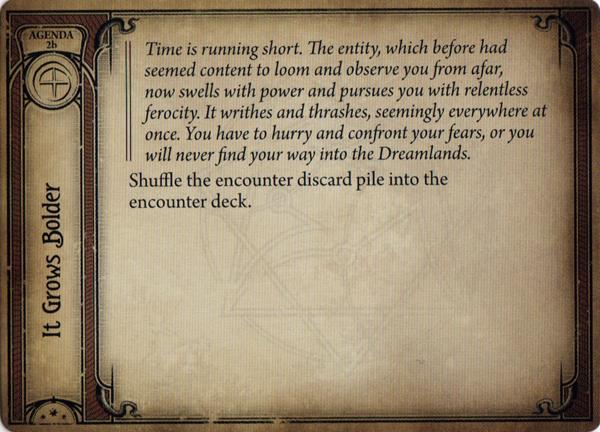 AGENDA
2b
It Grows Bolder
Time is running short. The entity, which before had
seemed content to loom and observe you from afar,
now swells with power and pursues you with relentless
ferocity. It writhes and thrashes, seemingly everywhere at
once. You have to hurry and confront your fears, or you
will never find your way into the Dreamlands.
Shuffle the encounter discard pile into the
encounter deck.